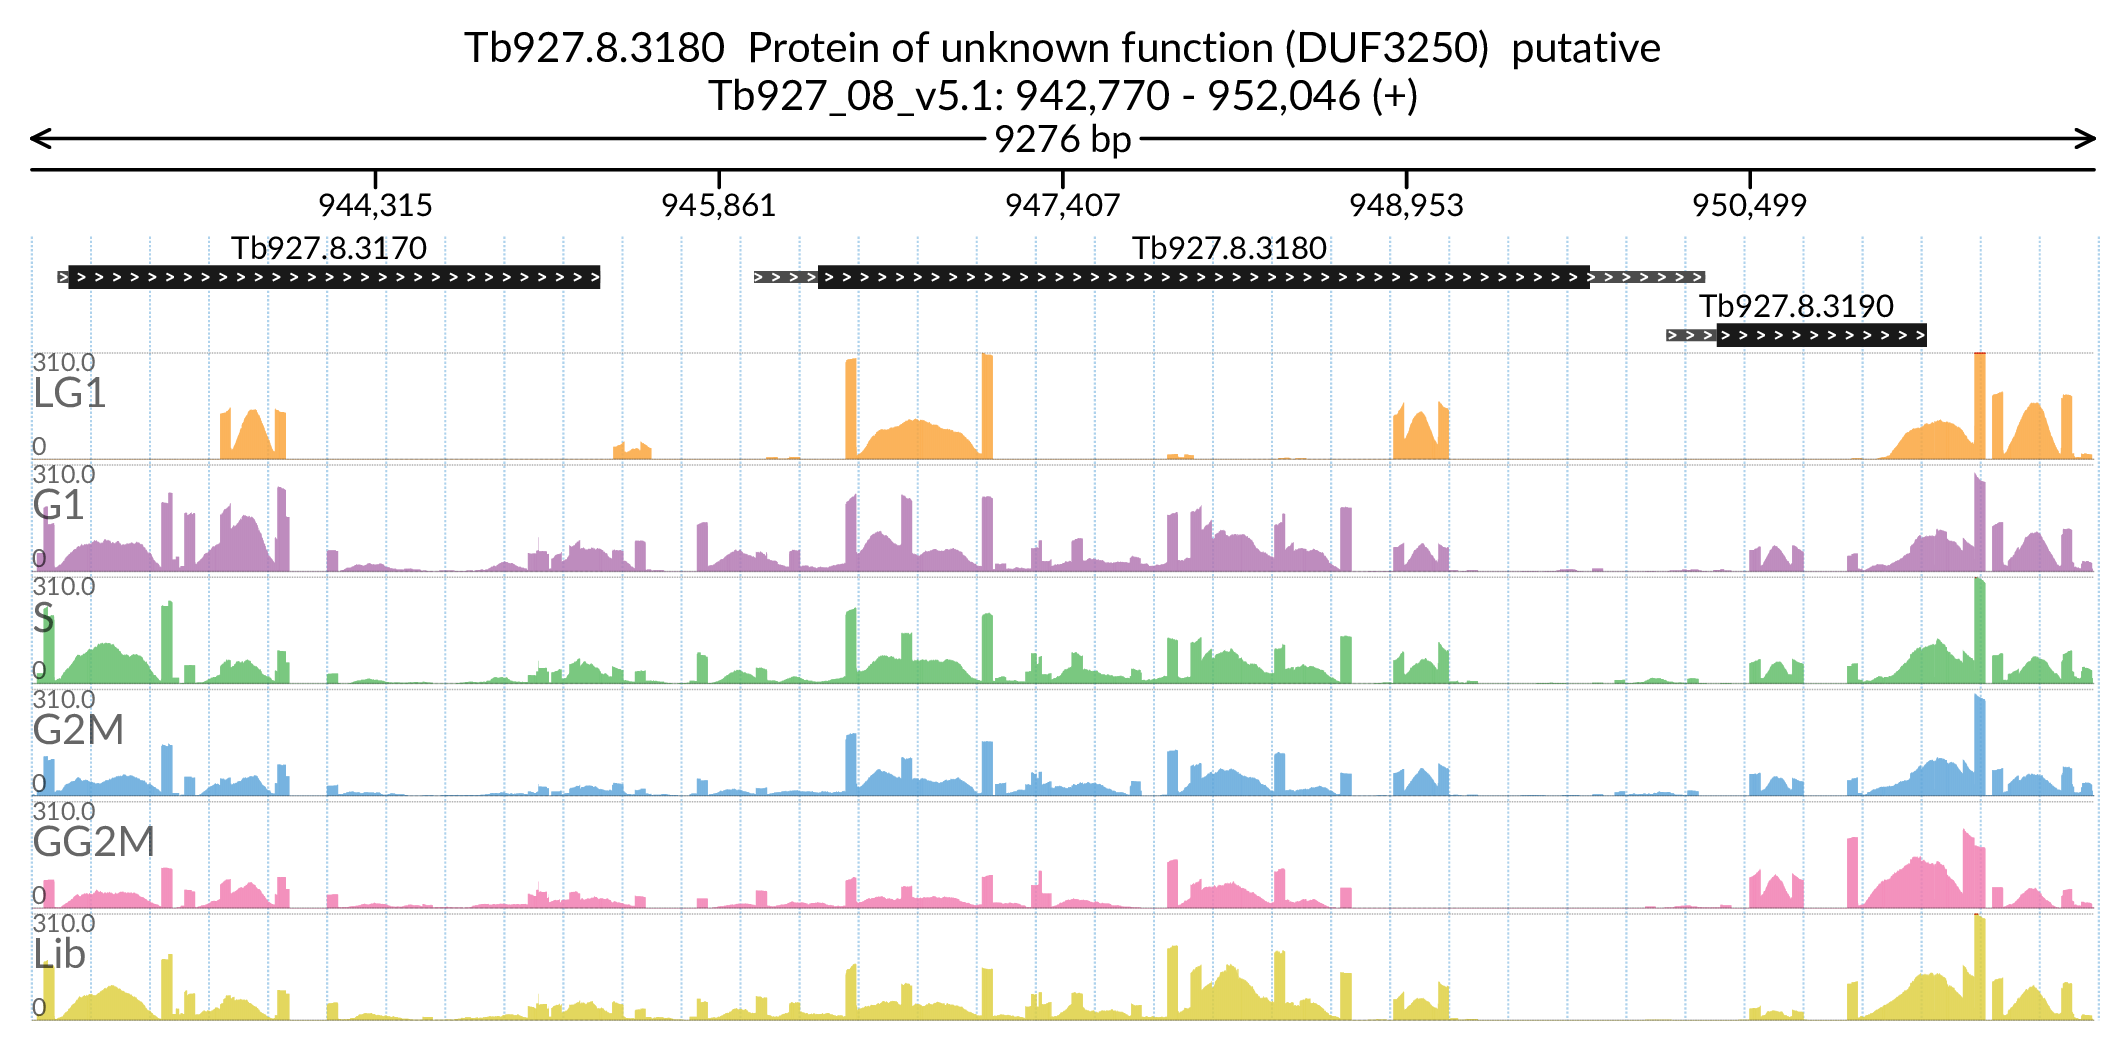 Tb927.8.3180  Protein of unknown function (DUF3250)  putative
Tb927_08_v5.1: 942,770 - 952,046 (+)
9276 bp
944,315 945,861 947,407 948,953 950,499
Tb927.8.3170 Tb927.8.3180
Tb927.8.3190
310.0
LG1
0
310.0
G1
0
310.0
S
0
310.0
G2M
0
310.0
GG2M
0
310.0
Lib
0